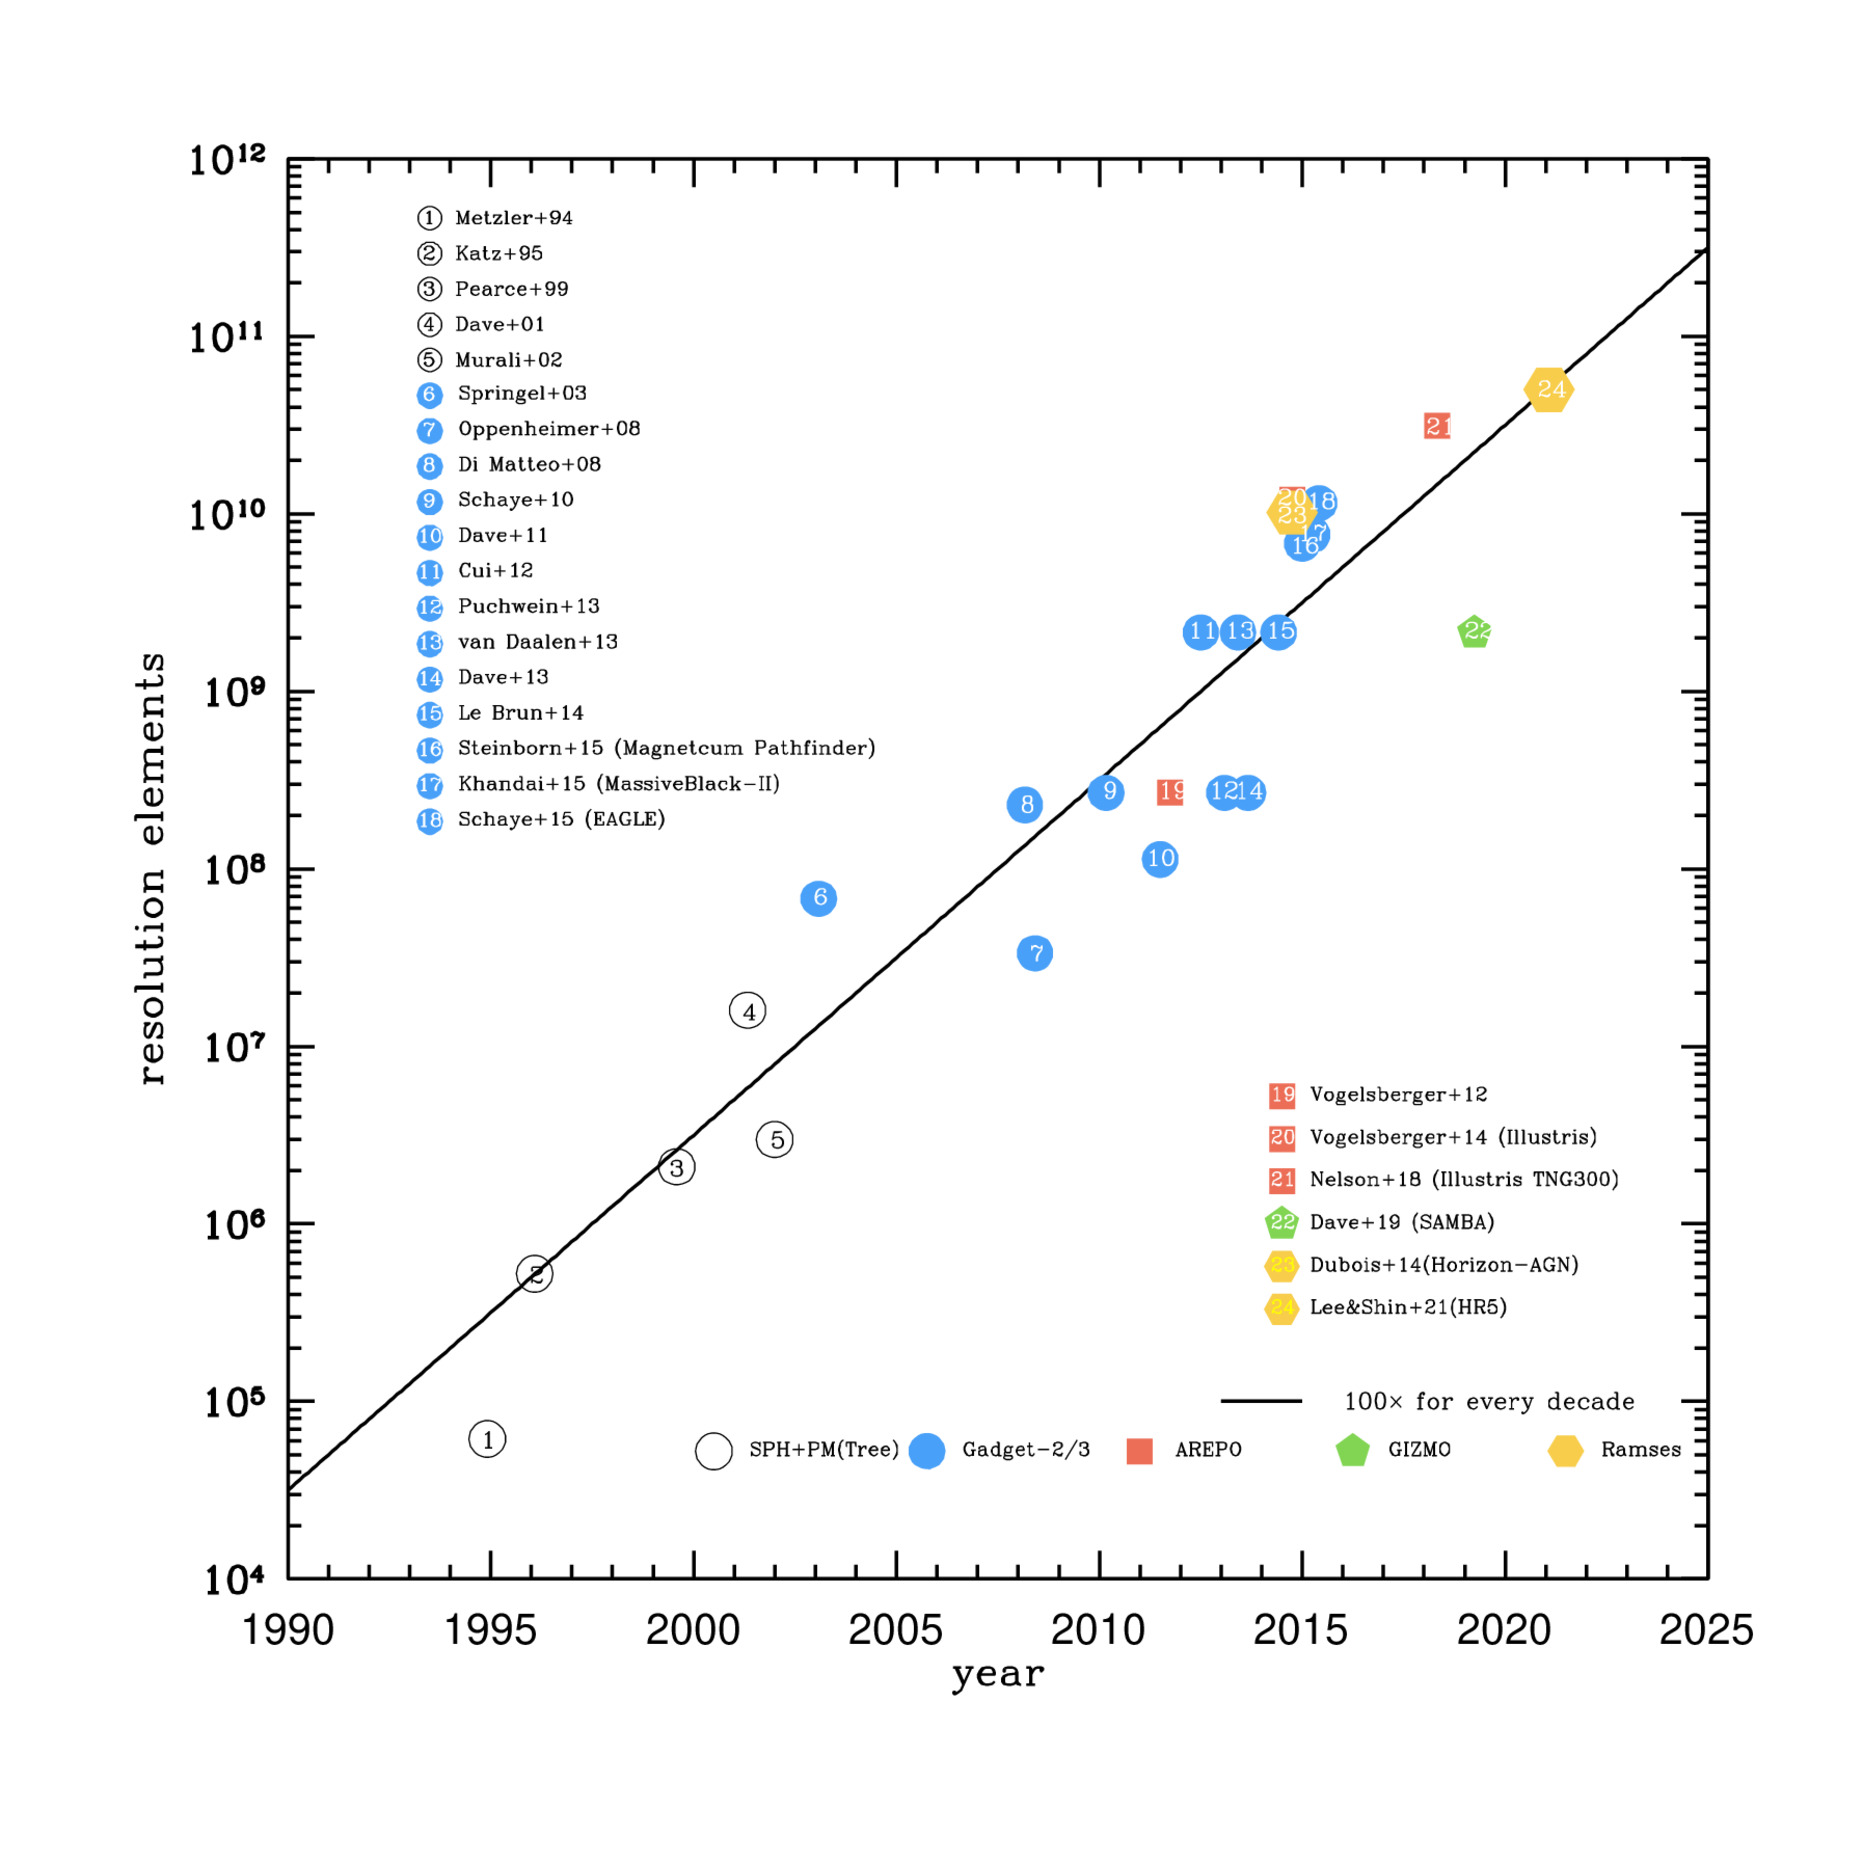 10¹²
10¹¹
10¹⁰
10⁹
10⁸
10⁷
10⁶
10⁵
10⁴
resolution elements
1 Metzler+94
2 Katz+95
3 Pearce+99
4 Dave+01
5 Murali+02
6 Springel+03
7 Oppenheimer+08
8 Di Matteo+08
9 Schaye+10
10 Dave+11
11 Cui+12
12 Puchwein+13
13 van Daalen+13
14 Dave+13
15 Le Brun+14
16 Steinborn+15 (Magnetcum Pathfinder)
17 Khandai+15 (MassiveBlack-II)
18 Schaye+15 (EAGLE)
24
21
20 18
23 17
16
11 13 15 22
8 9 19 12 14
10
6
7
4
5
3
2
1
19 Vogelsberger+12
20 Vogelsberger+14 (Illustris)
21 Nelson+18 (Illustris TNG300)
22 Dave+19 (SAMBA)
23 Dubois+14(Horizon-AGN)
24 Lee&Shin+21(HR5)
100× for every decade
SPH+PM(Tree) Gadget-2/3 AREPO GIZMO Ramses
1990 1995 2000 2005 2010 2015 2020 2025
year